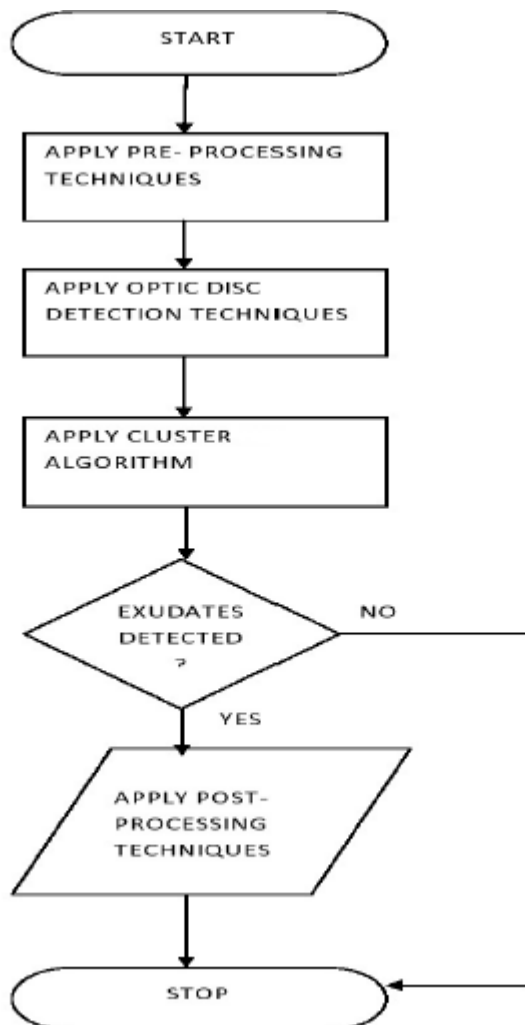 START
APPLY PRE- PROCESSING
TECHNIQUES
APPLY OPTIC DISC
DETECTION TECHNIQUES
APPLY CLUSTER
ALGORITHM
EXUDATES
DETECTED
?
NO
YES
APPLY POST-
PROCESSING
TECHNIQUES
STOP